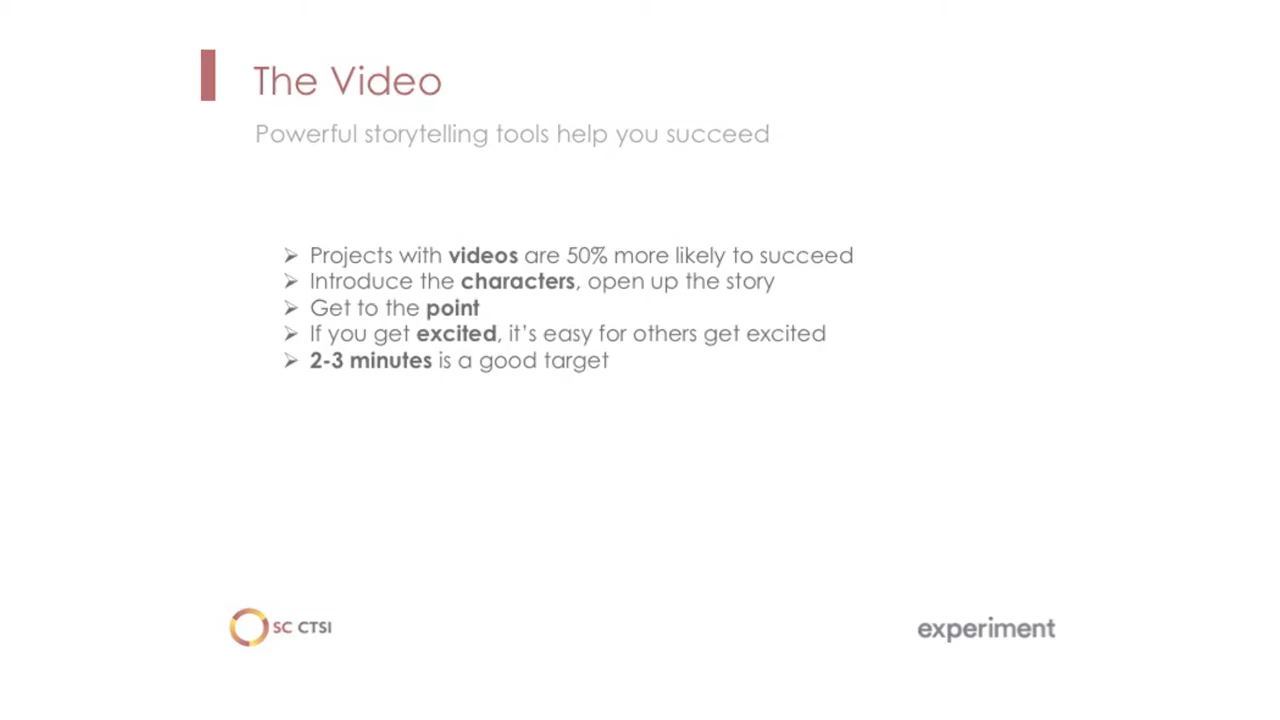 The Video
Powerful storytelling tools help you succeed
➢ Projects with videos are 50% more likely to succeed
➢ Introduce the characters, open up the story
➢ Get to the point
➢ If you get excited, it's easy for others get excited
➢ 2-3 minutes is a good target
SC CTSI
experiment